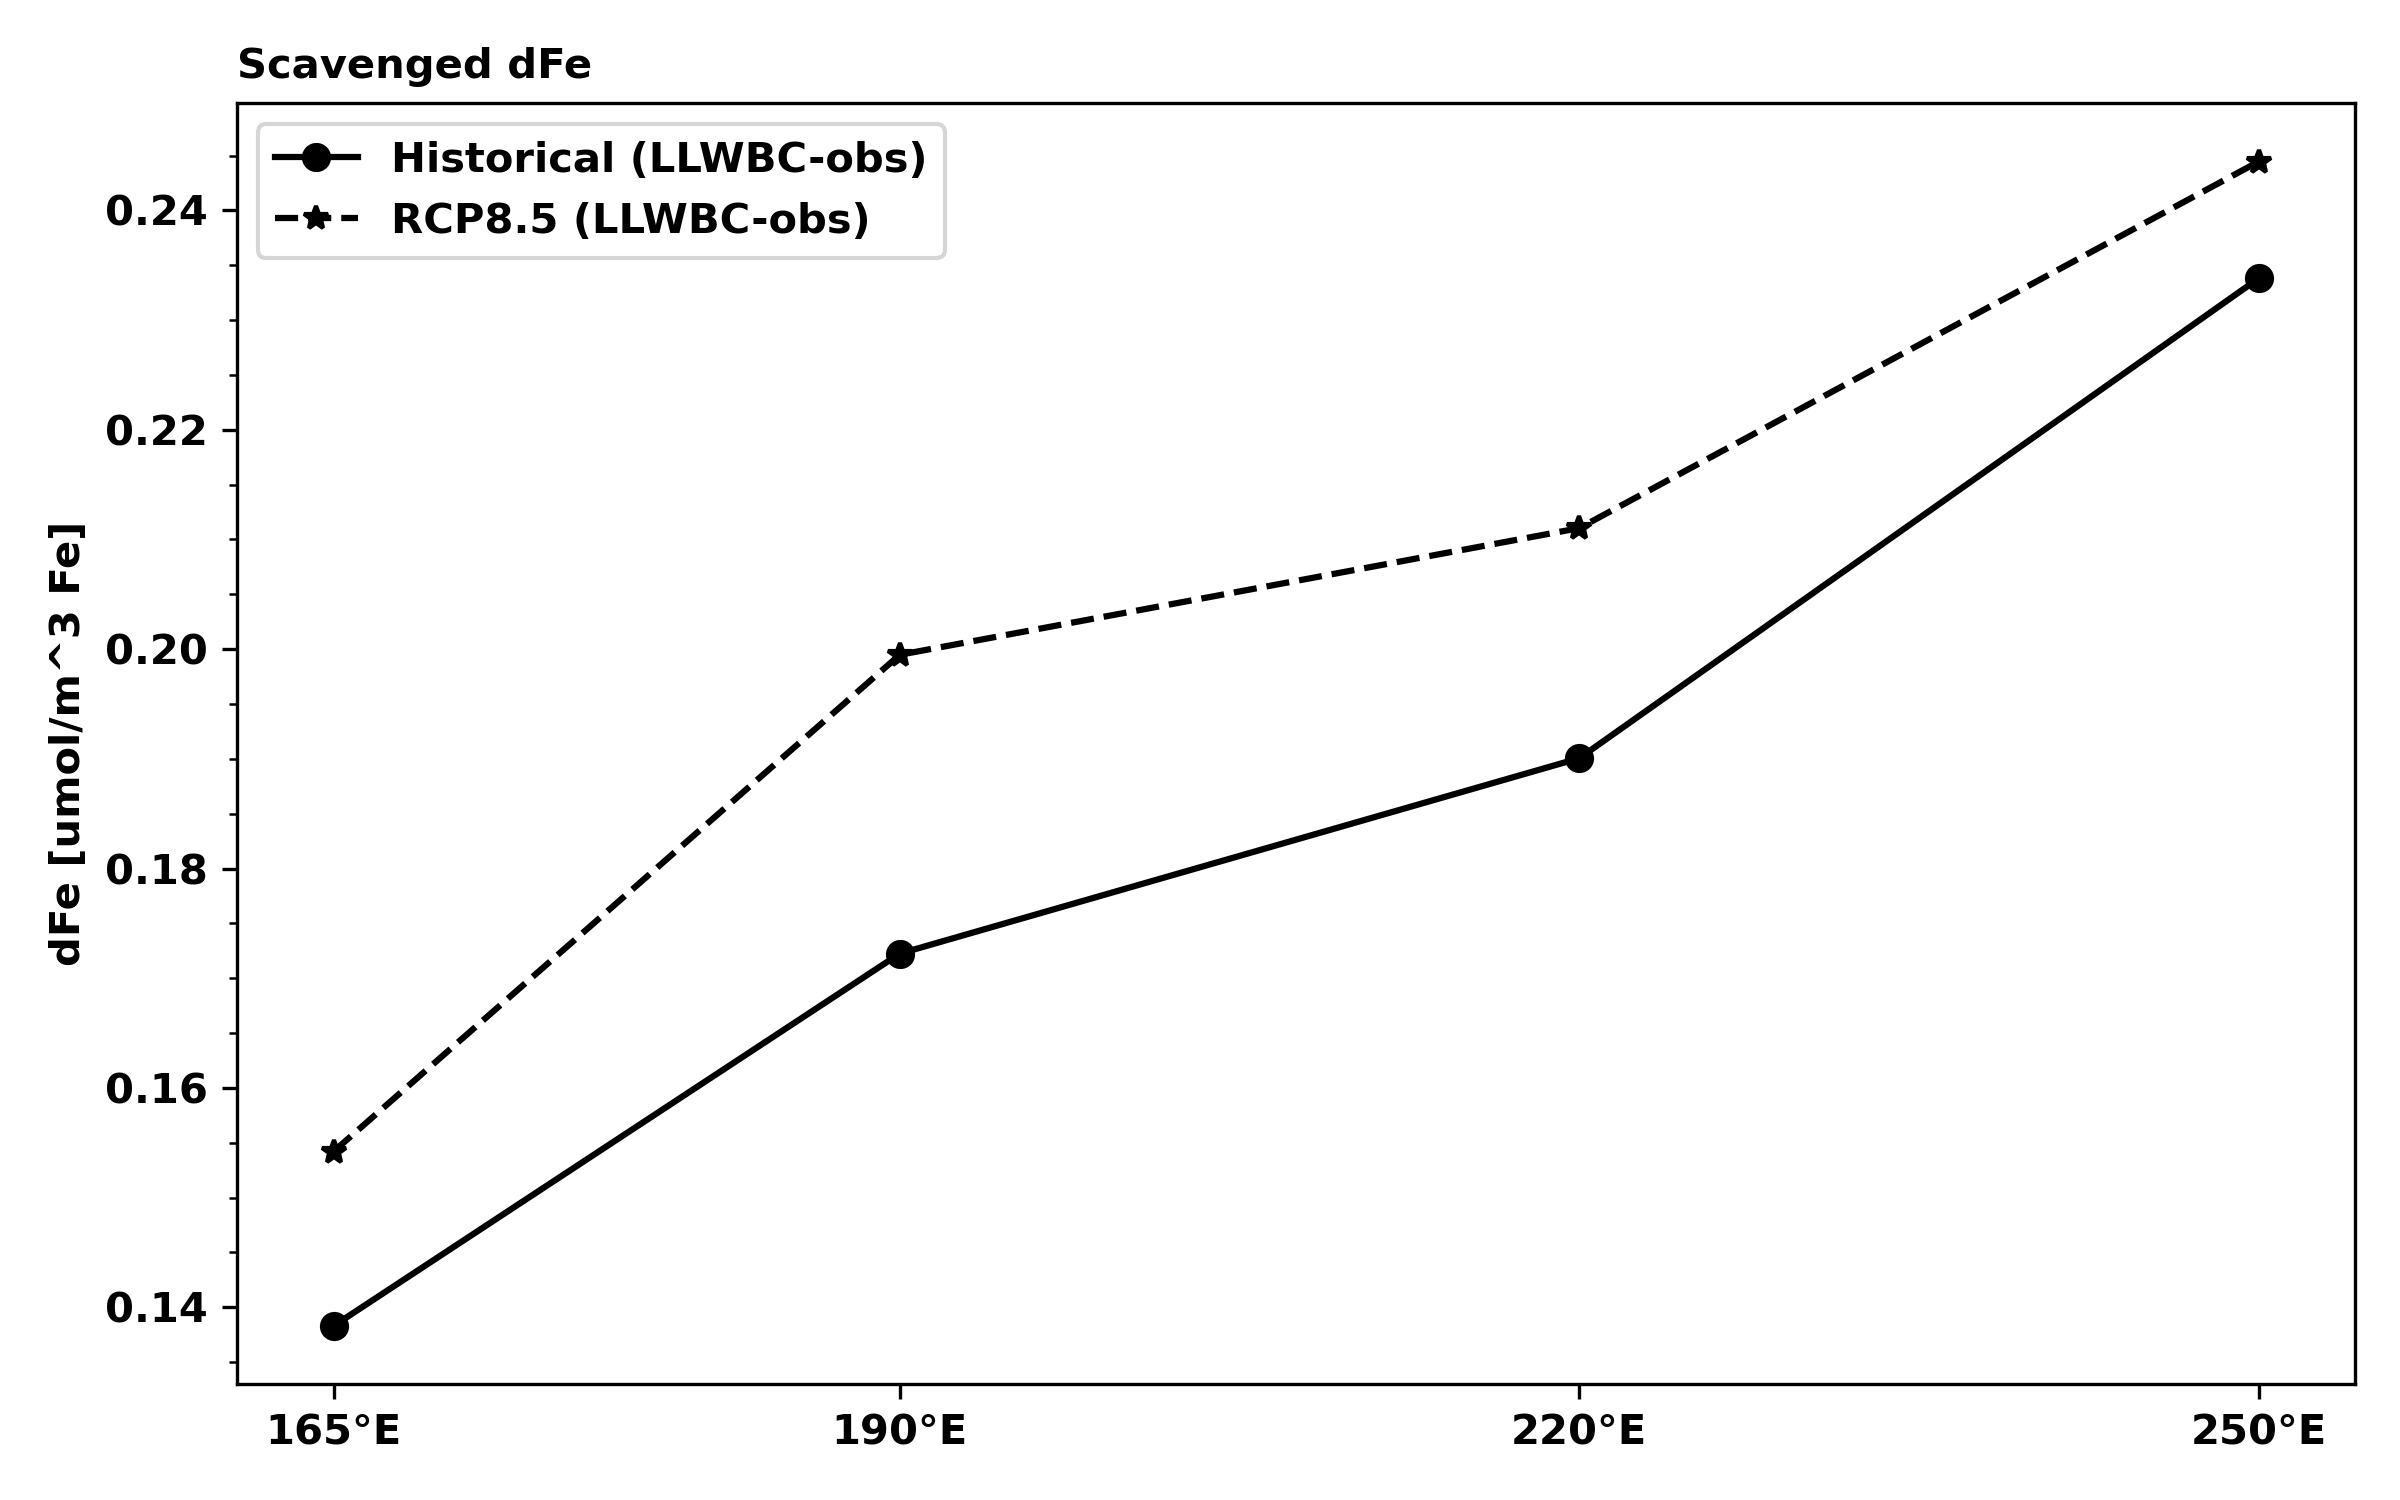 Scavenged dFe
Historical (LLWBC-obs)
RCP8.5 (LLWBC-obs)
dFe [umol/m^3 Fe]
0.24
0.22
0.20
0.18
0.16
0.14
165°E 190°E 220°E 250°E